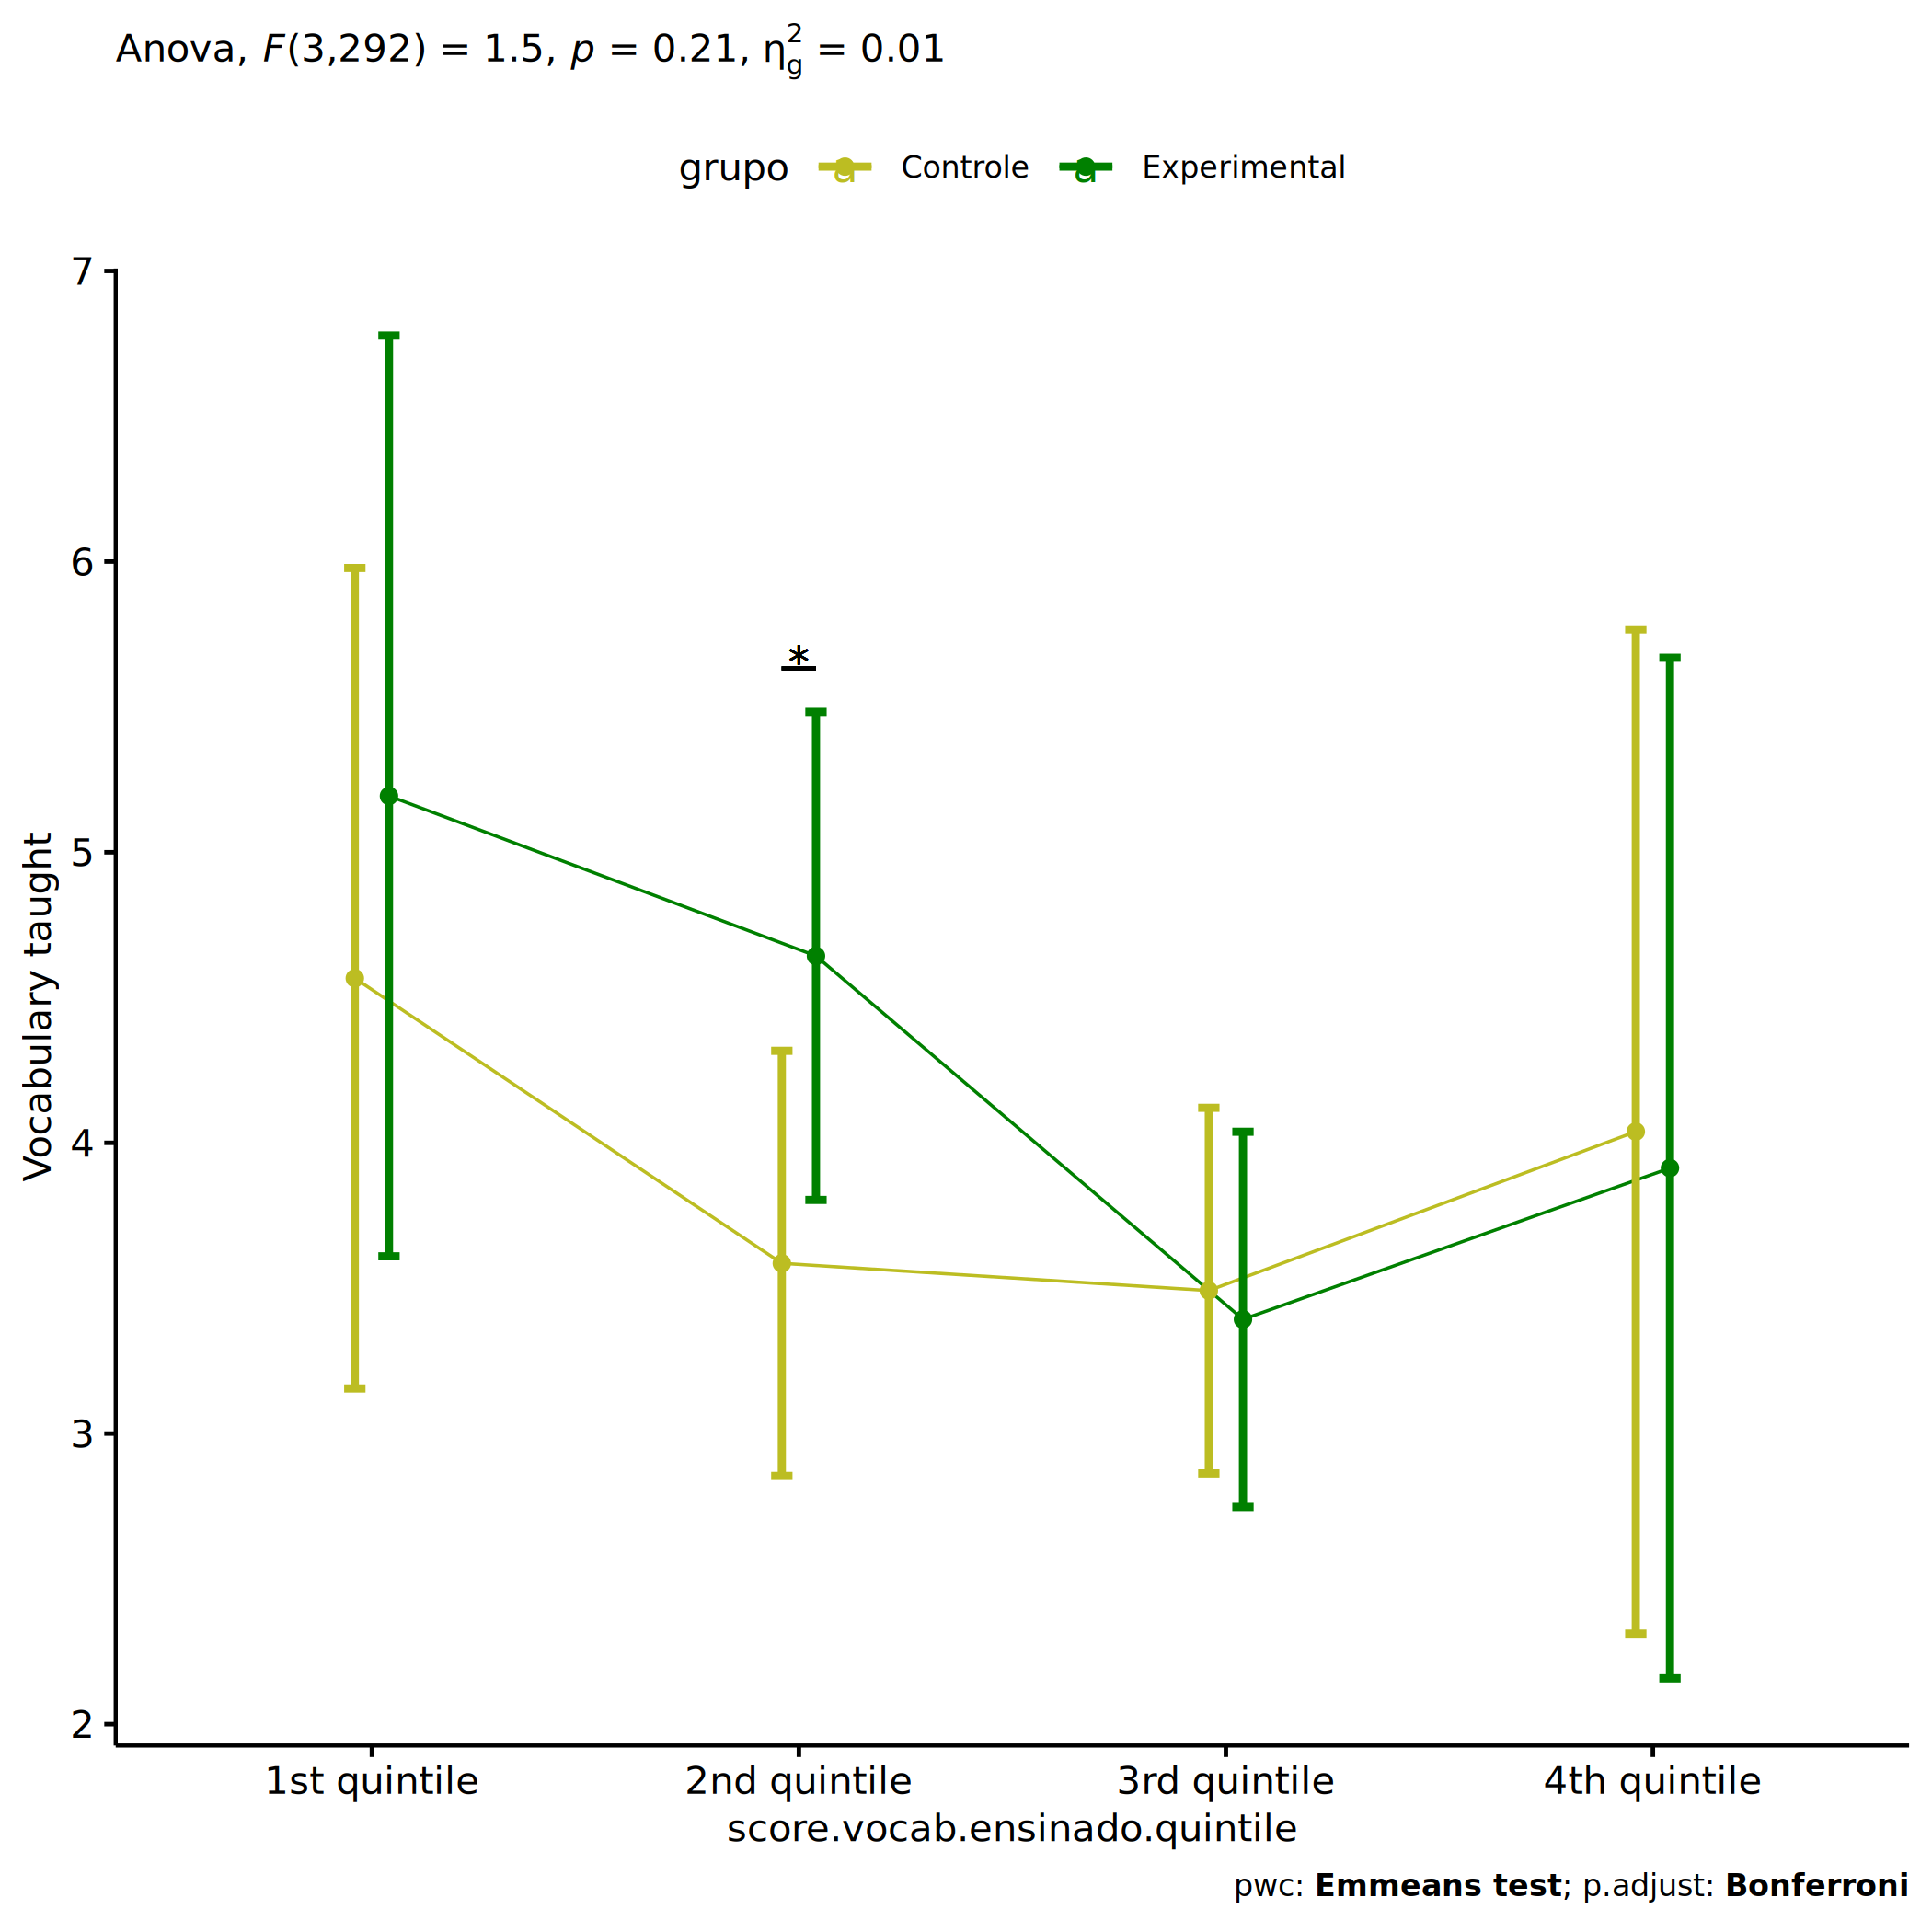 Anova, F(3,292) = 1.5, p = 0.21, η²g = 0.01
grupo a Controle a Experimental
7
6
5
4
3
2
*
Vocabulary taught
1st quintile 2nd quintile 3rd quintile 4th quintile
score.vocab.ensinado.quintile
pwc: Emmeans test; p.adjust: Bonferroni